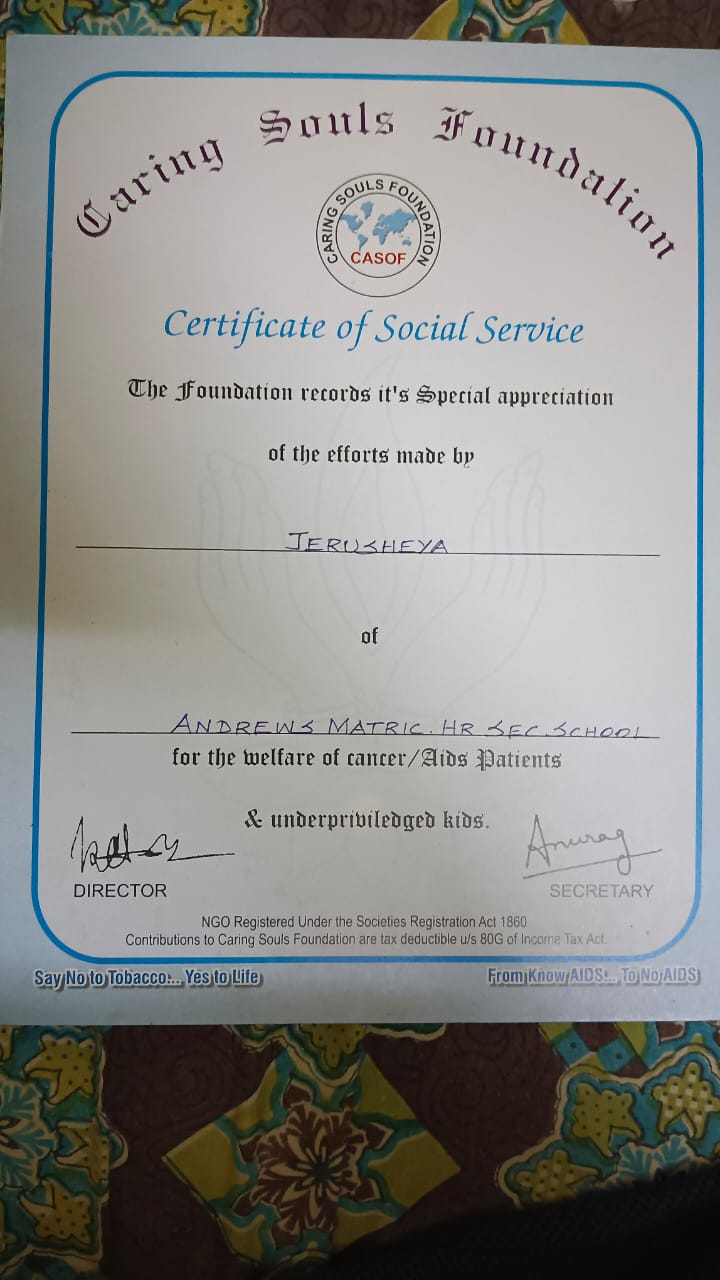 Caring Souls Foundation
CARING SOULS FOUNDATION
CASOF
Certificate of Social Service
The Foundation records it's Special appreciation
of the efforts made by
JERUSHEYA
of
ANDREWS MATRIC. HR SEC. SCHOOL
for the welfare of cancer/Aids Patients
& underpriviledged kids.
Anurag
DIRECTOR
SECRETARY
NGO Registered Under the Societies Registration Act 1860
Contributions to Caring Souls Foundation are tax deductible u/s 80G of Income Tax Act.
Say No to Tobacco:.. Yes to Life
From Know AIDS:.. To No AIDS